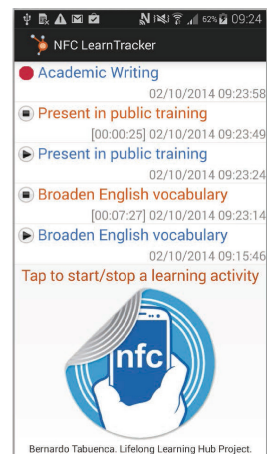 62% 09:24
NFC LearnTracker
Academic Writing
02/10/2014 09:23:58
Present in public training
[00:00:25] 02/10/2014 09:23:49
Present in public training
02/10/2014 09:23:24
Broaden English vocabulary
[00:07:27] 02/10/2014 09:23:14
Broaden English vocabulary
02/10/2014 09:15:46
Tap to start/stop a learning activity
nfc
Bernardo Tabuenca. Lifelong Learning Hub Project.